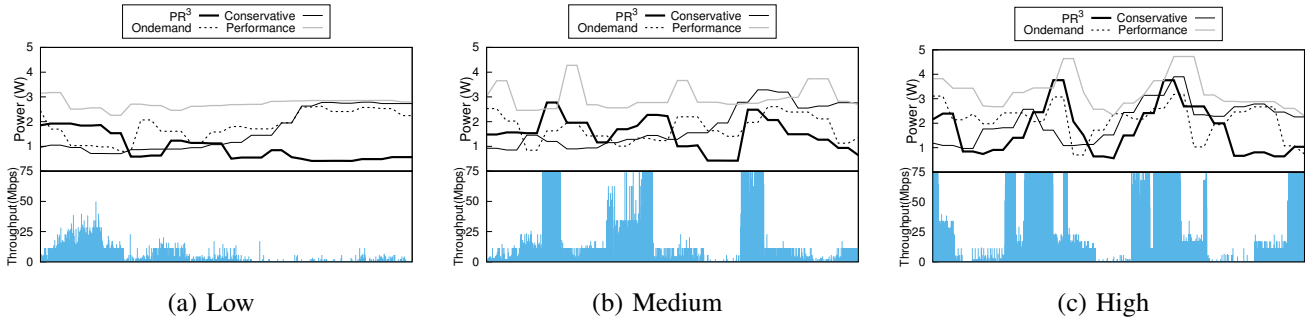 PR³ Conservative
Ondemand Performance
5
4
3
2
1
Power (W)
75
50
25
0
Throughput(Mbps)
(a) Low
PR³ Conservative
Ondemand Performance
5
4
3
2
1
Power (W)
75
50
25
0
Throughput(Mbps)
(b) Medium
PR³ Conservative
Ondemand Performance
5
4
3
2
1
Power (W)
75
50
25
0
Throughput(Mbps)
(c) High